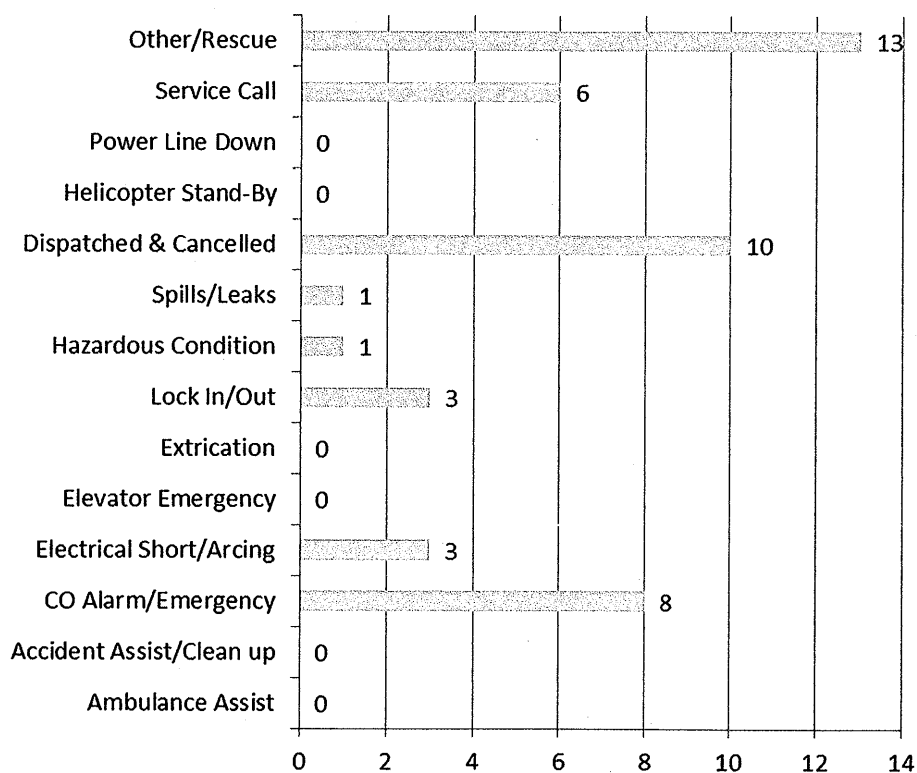 Other/Rescue 13
Service Call 6
Power Line Down 0
Helicopter Stand-By 0
Dispatched & Cancelled 10
Spills/Leaks 1
Hazardous Condition 1
Lock In/Out 3
Extrication 0
Elevator Emergency 0
Electrical Short/Arcing 3
CO Alarm/Emergency 8
Accident Assist/Clean up 0
Ambulance Assist 0
0 2 4 6 8 10 12 14